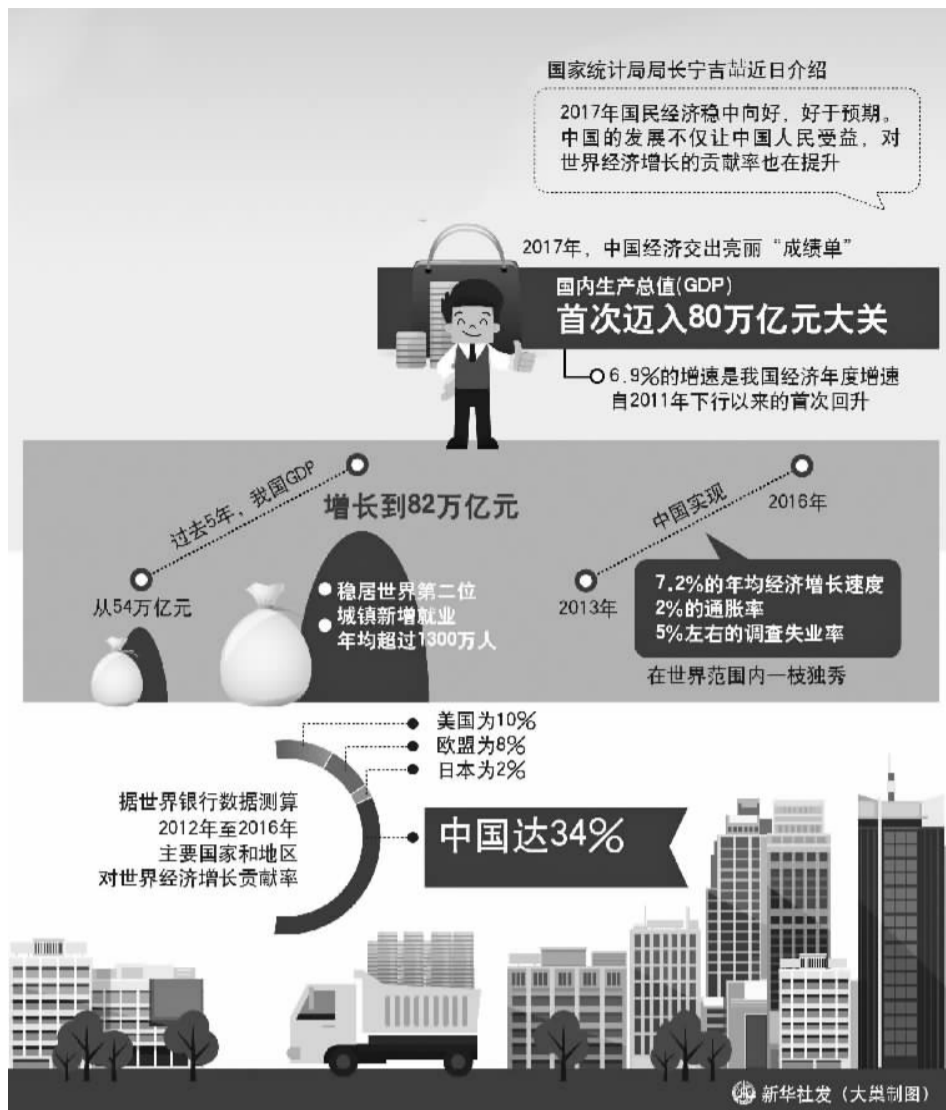 国家统计局局长宁吉喆近日介绍
2017年国民经济稳中向好，好于预期。
中国的发展不仅让中国人民受益，对
世界经济增长的贡献率也在提升
2017年，中国经济交出亮丽“成绩单”
国内生产总值(GDP)
首次迈入80万亿元大关
6.9%的增速是我国经济年度增速
自2011年下行以来的首次回升
过去5年，我国GDP
从54万亿元
增长到82万亿元
稳居世界第二位
城镇新增就业
年均超过1300万人
中国实现
2013年
2016年
7.2%的年均经济增长速度
2%的通胀率
5%左右的调查失业率
在世界范围内一枝独秀
据世界银行数据测算
2012年至2016年
主要国家和地区
对世界经济增长贡献率
美国为10%
欧盟为8%
日本为2%
中国达34%
新华社发（大巢制图）